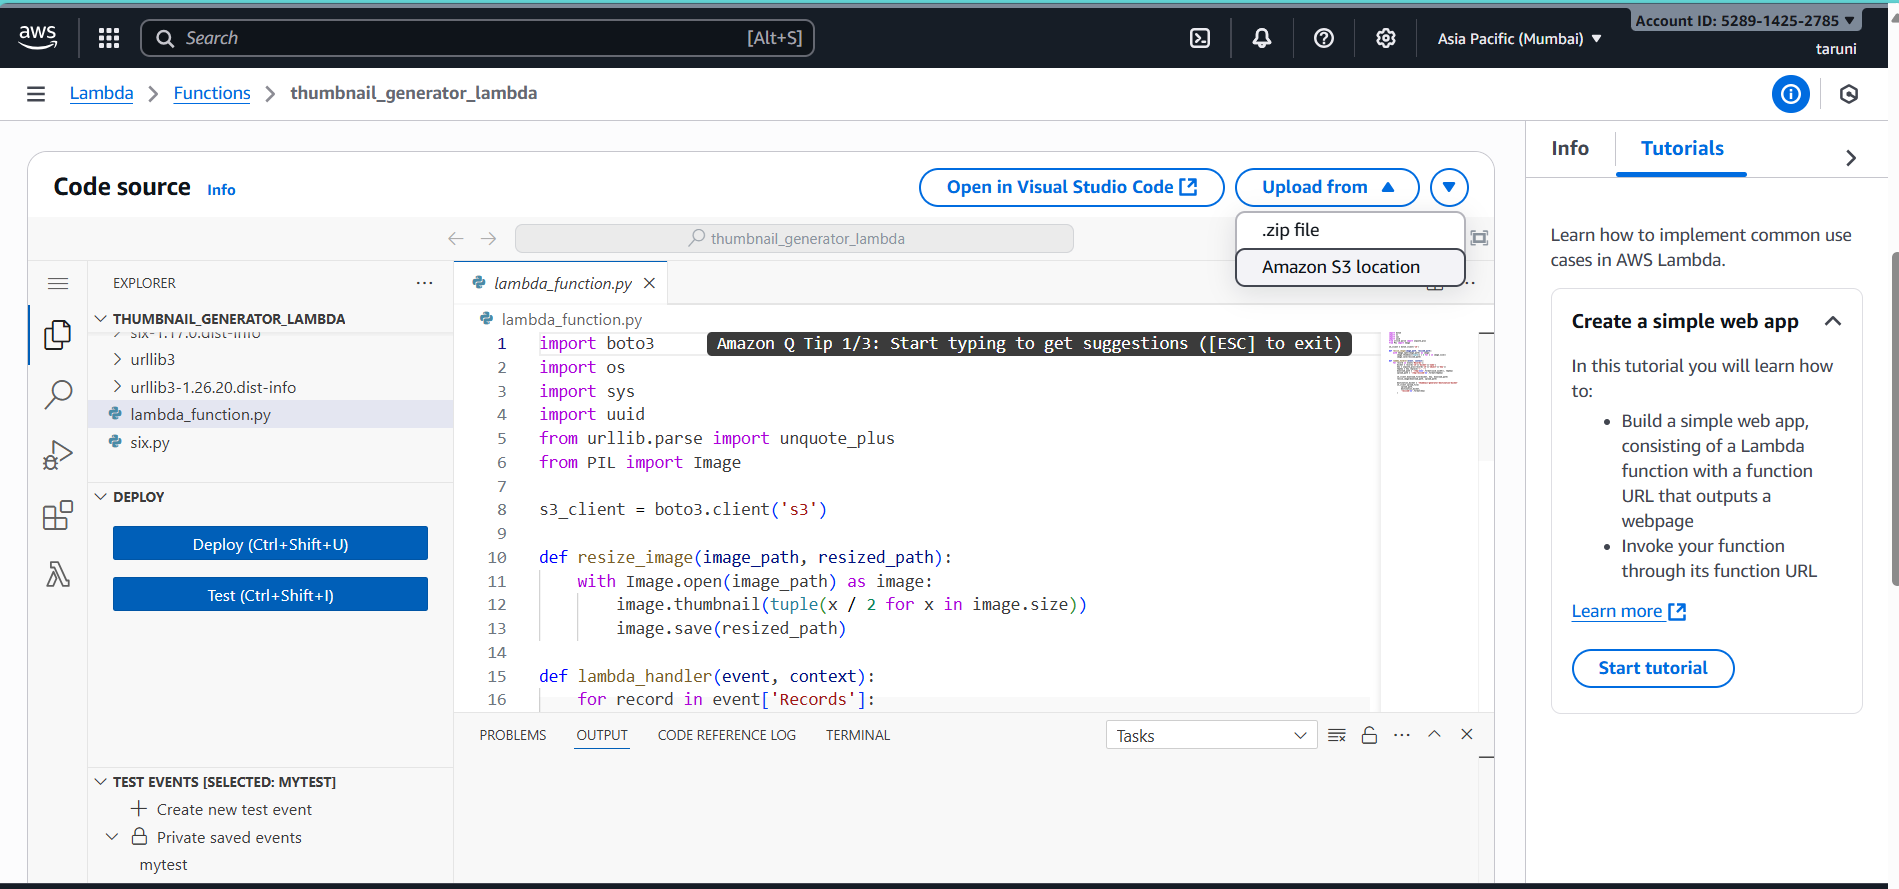 aws
Search
[Alt+S]
Asia Pacific (Mumbai)
Account ID: 5289-1425-2785
taruni
Lambda
Functions
thumbnail_generator_lambda
Code source
Info
Open in Visual Studio Code
Upload from
.zip file
Amazon S3 location
thumbnail_generator_lambda
EXPLORER
THUMBNAIL_GENERATOR_LAMBDA
six-1.17.0.dist-info
urllib3
urllib3-1.26.20.dist-info
lambda_function.py
six.py
DEPLOY
Deploy (Ctrl+Shift+U)
Test (Ctrl+Shift+I)
TEST EVENTS [SELECTED: MYTEST]
Create new test event
Private saved events
mytest
lambda_function.py
lambda_function.py
Amazon Q Tip 1/3: Start typing to get suggestions ([ESC] to exit)
1 import boto3
2 import os
3 import sys
4 import uuid
5 from urllib.parse import unquote_plus
6 from PIL import Image
7
8 s3_client = boto3.client('s3')
9
10 def resize_image(image_path, resized_path):
11 with Image.open(image_path) as image:
12 image.thumbnail(tuple(x / 2 for x in image.size))
13 image.save(resized_path)
14
15 def lambda_handler(event, context):
16 for record in event['Records']:
PROBLEMS
OUTPUT
CODE REFERENCE LOG
TERMINAL
Tasks
Info
Tutorials
Learn how to implement common use
cases in AWS Lambda.
Create a simple web app
In this tutorial you will learn how
to:
• Build a simple web app,
consisting of a Lambda
function with a function
URL that outputs a
webpage
• Invoke your function
through its function URL
Learn more
Start tutorial